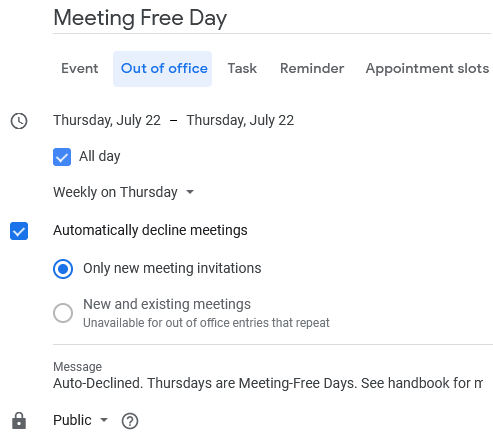 Meeting Free Day
Event Out of office Task Reminder Appointment slots
Thursday, July 22 – Thursday, July 22
All day
Weekly on Thursday
Automatically decline meetings
Only new meeting invitations
New and existing meetings
Unavailable for out of office entries that repeat
Message
Auto-Declined. Thursdays are Meeting-Free Days. See handbook for
Public ?